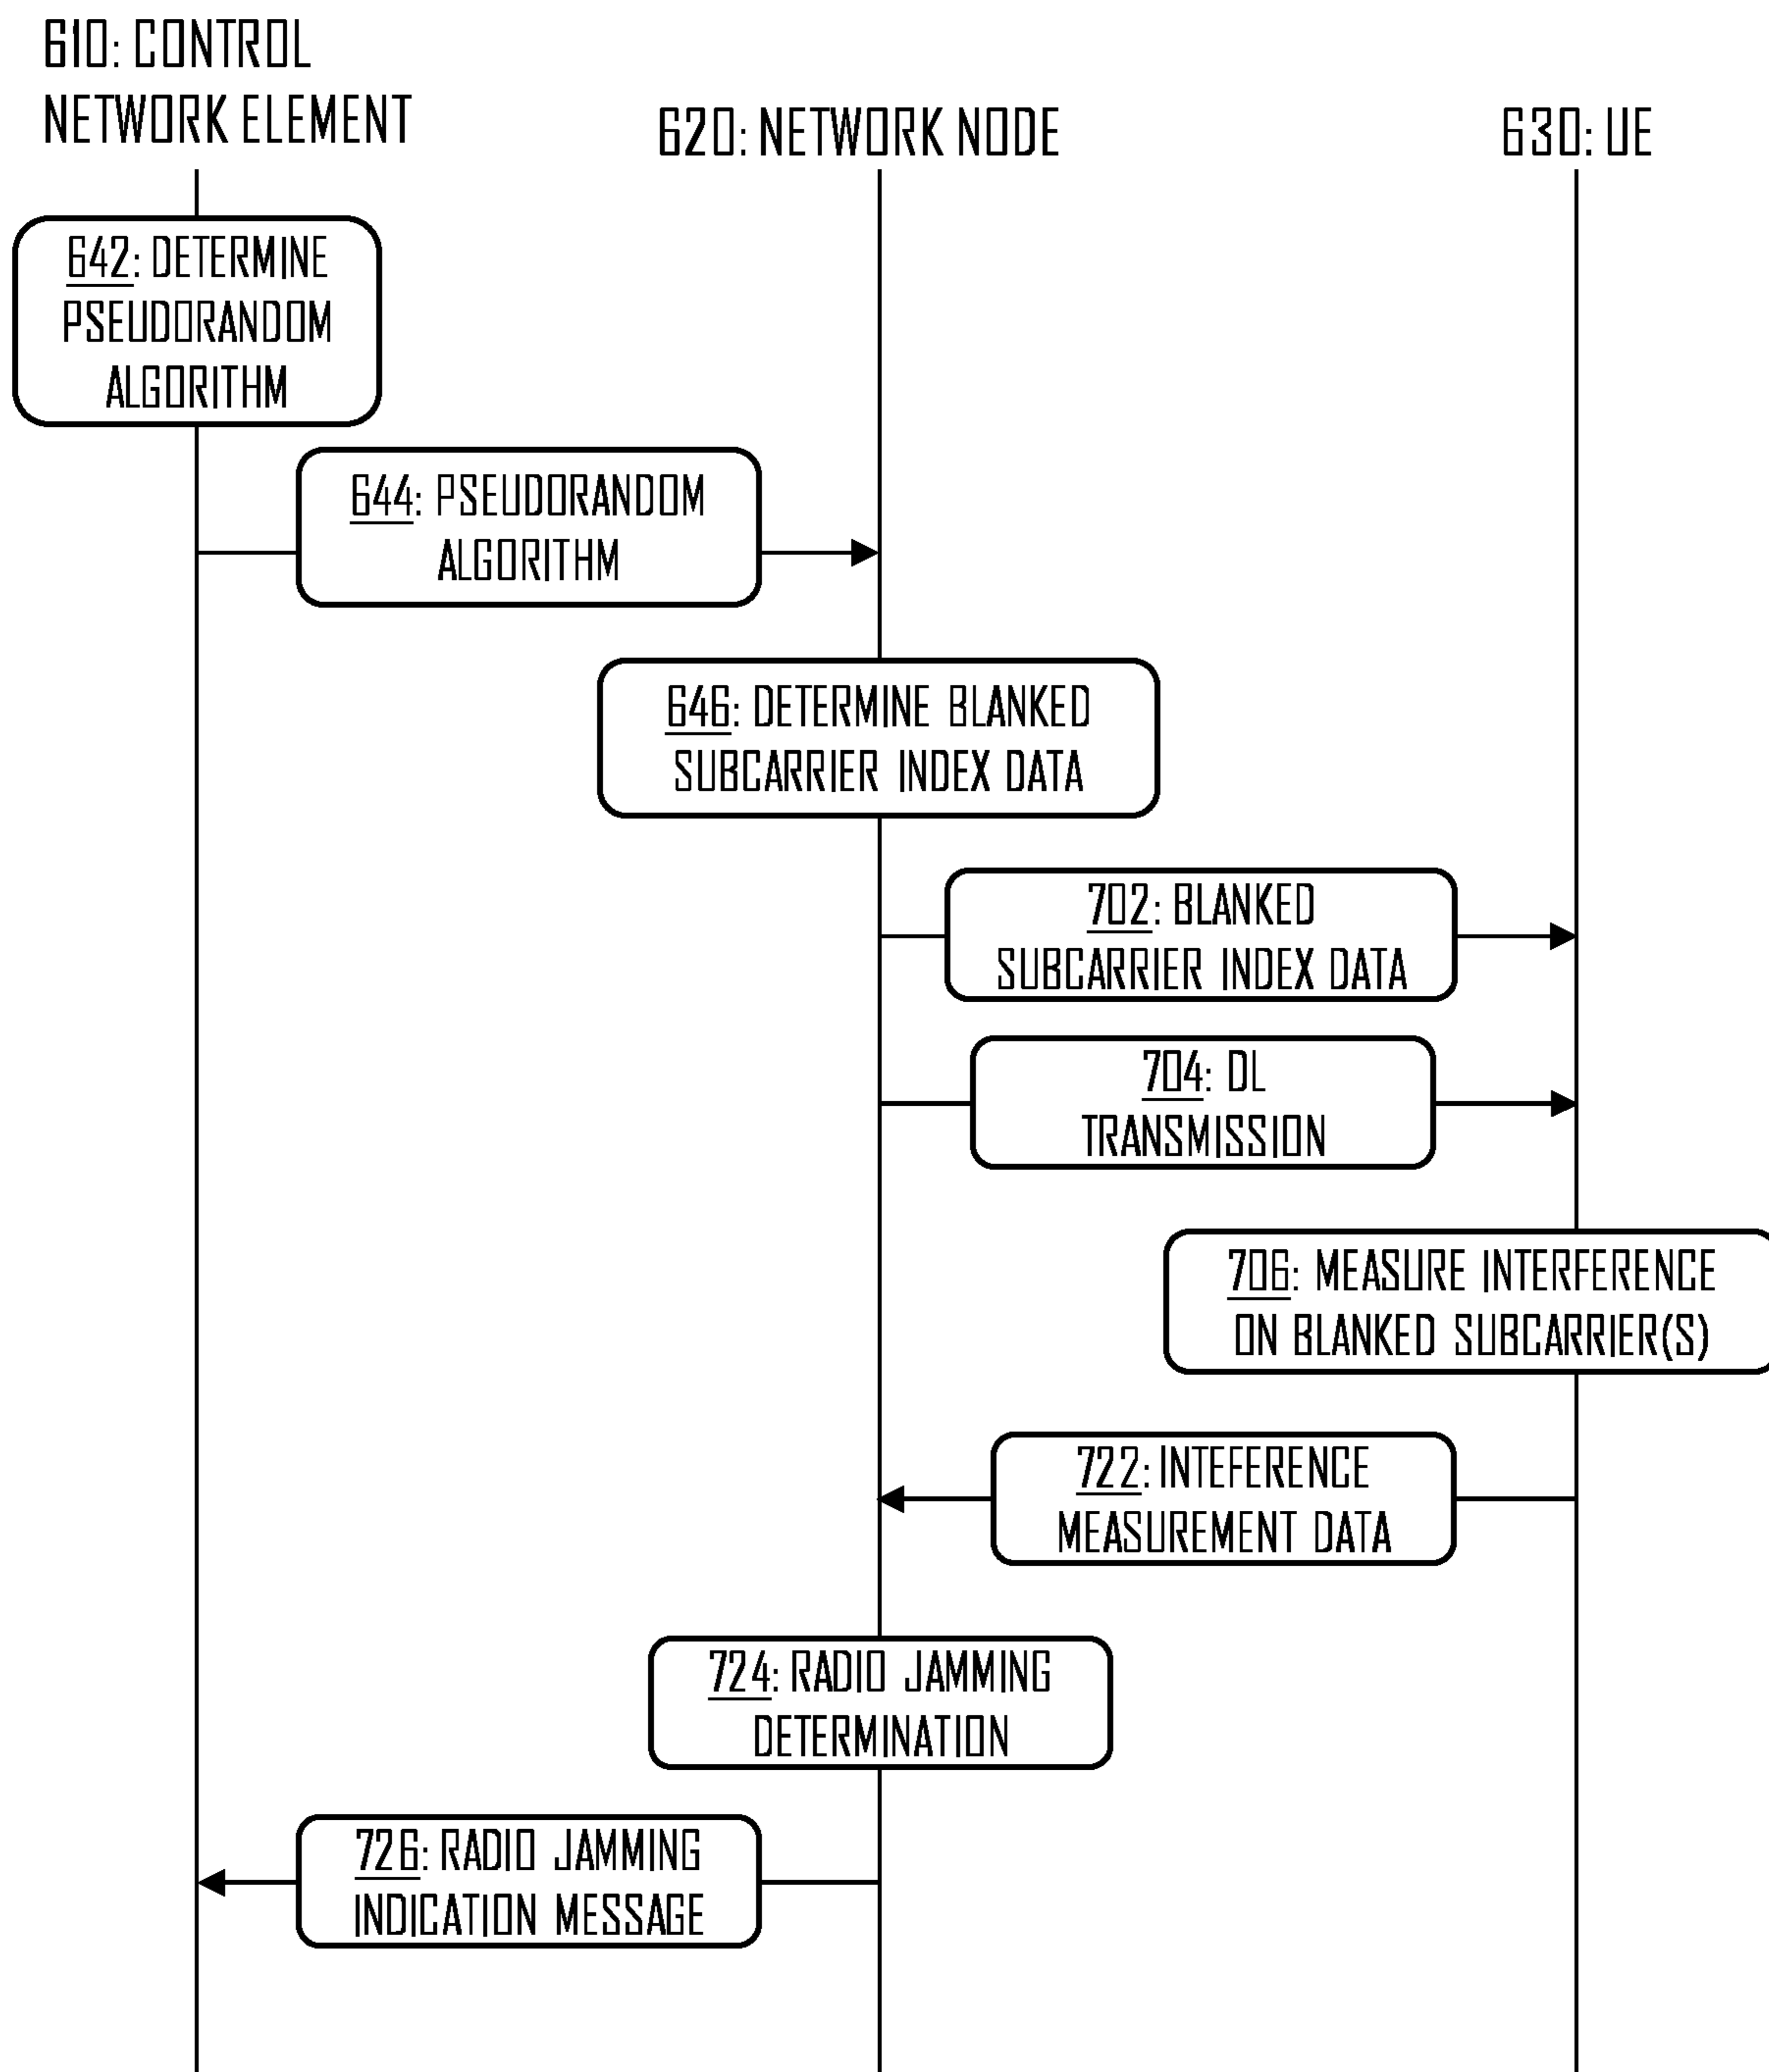 610: CONTROL
NETWORK ELEMENT
620: NETWORK NODE
630: UE
642: DETERMINE
PSEUDORANDOM
ALGORITHM
644: PSEUDORANDOM
ALGORITHM
646: DETERMINE BLANKED
SUBCARRIER INDEX DATA
702: BLANKED
SUBCARRIER INDEX DATA
704: DL
TRANSMISSION
706: MEASURE INTERFERENCE
ON BLANKED SUBCARRIER(S)
722: INTEFERENCE
MEASUREMENT DATA
724: RADIO JAMMING
DETERMINATION
726: RADIO JAMMING
INDICATION MESSAGE